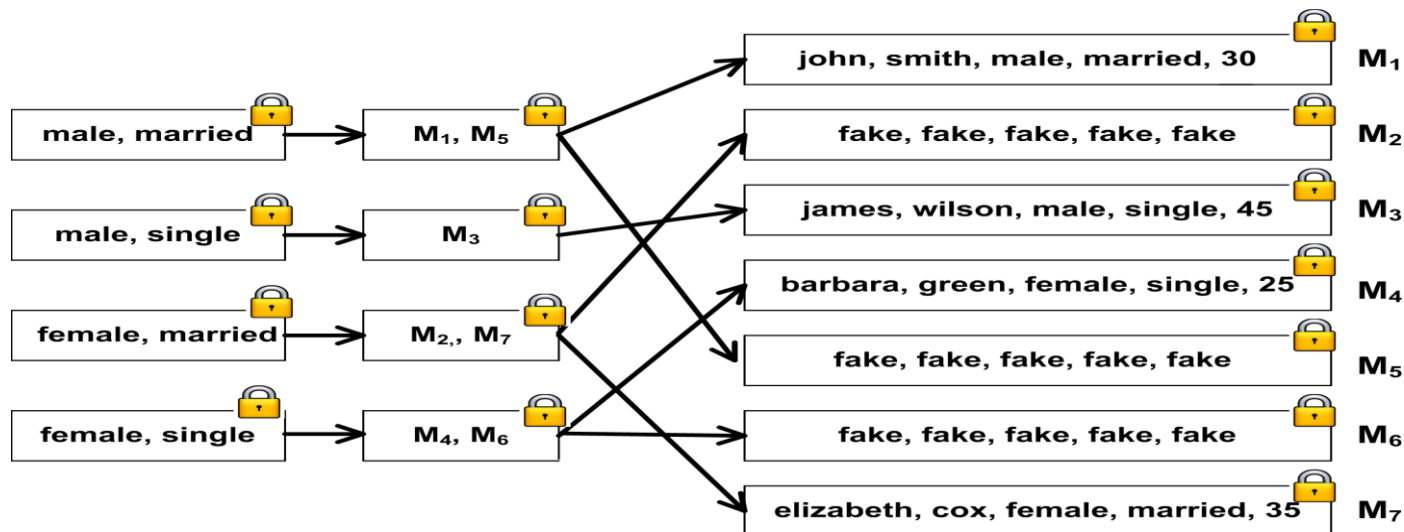 john, smith, male, married, 30 M₁
male, married M₁, M₅ fake, fake, fake, fake, fake M₂
male, single M₃ james, wilson, male, single, 45 M₃
barbara, green, female, single, 25 M₄
female, married M₂,, M₇ fake, fake, fake, fake, fake M₅
female, single M₄, M₆ fake, fake, fake, fake, fake M₆
elizabeth, cox, female, married, 35 M₇